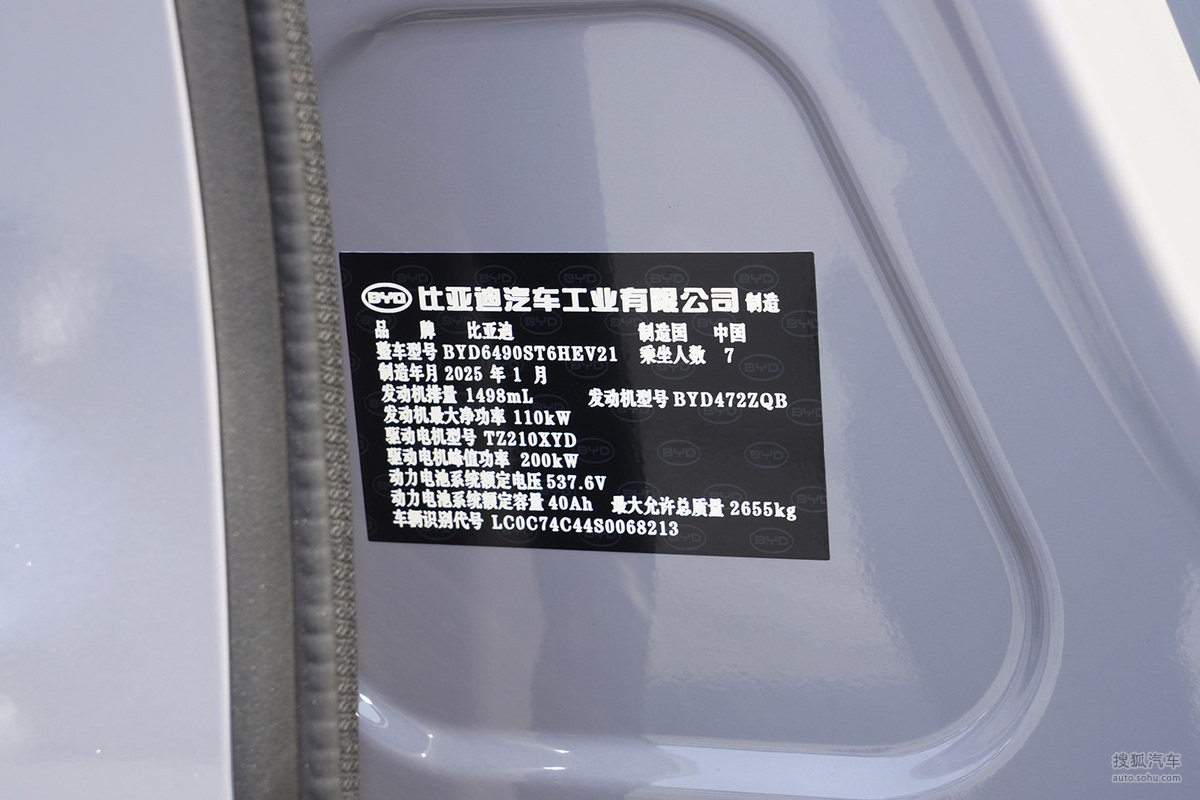 BYD 比亚迪汽车工业有限公司 制造
品 牌 比亚迪 制造国 中国
整车型号 BYD6490ST6HEV21 乘坐人数 7
制造年月 2025 年 1 月
发动机排量 1498mL 发动机型号 BYD472ZQB
发动机最大净功率 110kW
驱动电机型号 TZ210XYD
驱动电机峰值功率 200kW
动力电池系统额定电压 537.6V
动力电池系统额定容量 40Ah 最大允许总质量 2655kg
车辆识别代号 LC0C74C44S0068213
搜狐汽车
auto.sohu.com